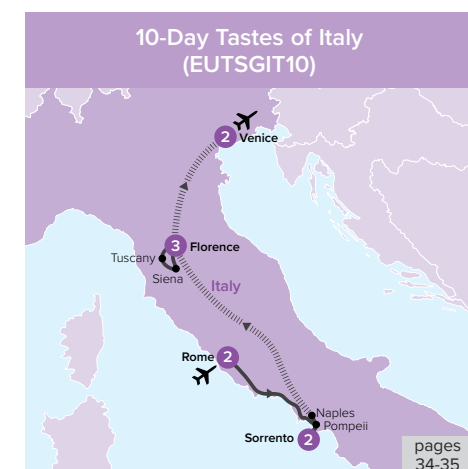 10-Day Tastes of Italy
(EUTSGIT10)
2 Venice
3 Florence
Tuscany
Siena
Italy
Rome 2
Naples
Pompeii
Sorrento 2
pages
34-35